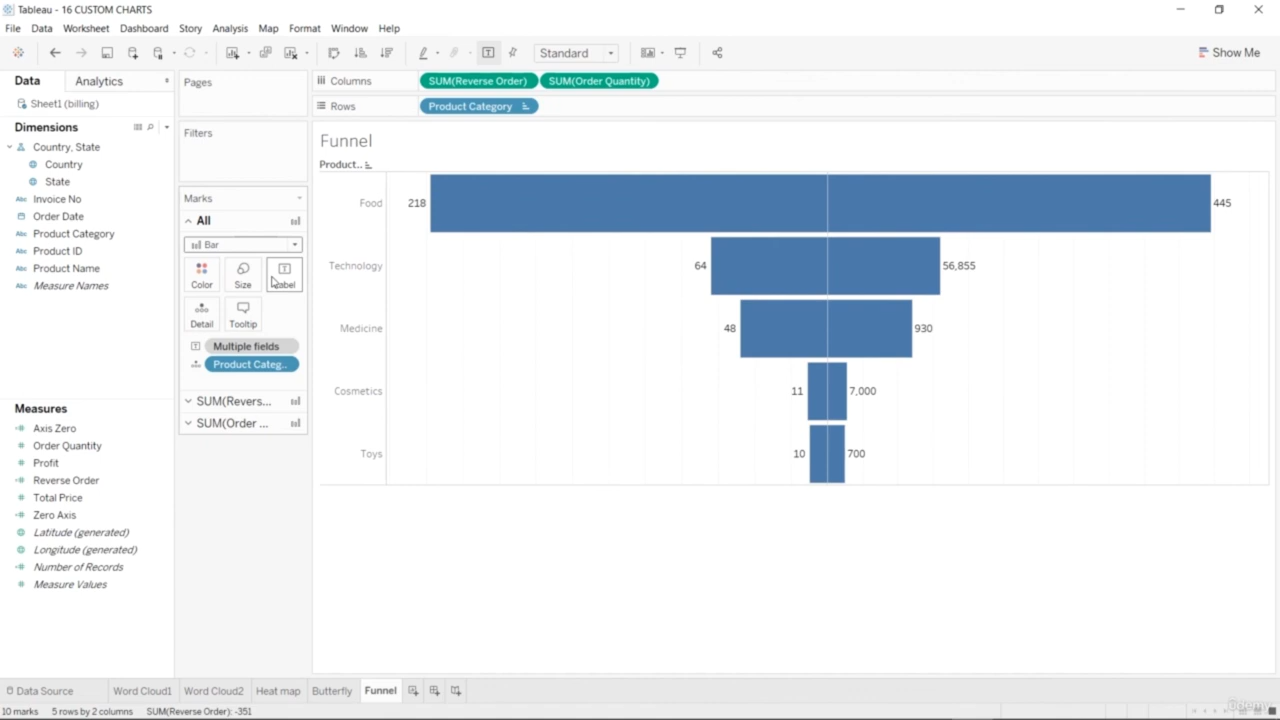 Tableau - 16 CUSTOM CHARTS
File Data Worksheet Dashboard Story Analysis Map Format Window Help
Standard
Show Me
Data Analytics
Sheet1 (billing)
Dimensions
Country, State
Country
State
Abc Invoice No
Order Date
Abc Product Category
Abc Product ID
Abc Product Name
Abc Measure Names
Measures
Axis Zero
Order Quantity
Profit
Reverse Order
Total Price
Zero Axis
Latitude (generated)
Longitude (generated)
Number of Records
Measure Values
Pages
Filters
Marks
All
Bar
Color Size Label
Detail Tooltip
Multiple fields
Product Categ..
SUM(Revers...
SUM(Order ...
Columns SUM(Reverse Order) SUM(Order Quantity)
Rows Product Category
Funnel
Product..
Food 218 445
Technology 64 56,855
Medicine 48 930
Cosmetics 11 7,000
Toys 10 700
Data Source Word Cloud1 Word Cloud2 Heat map Butterfly Funnel
10 marks 5 rows by 2 columns SUM(Reverse Order): -351
Udemy